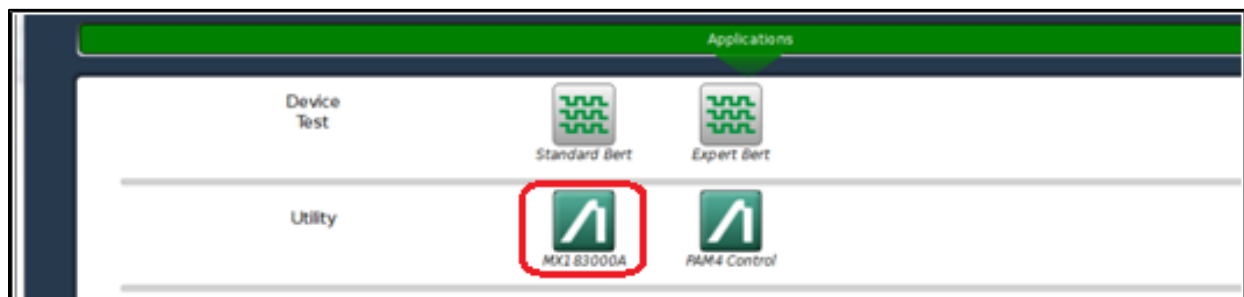 Applications
Device
Test
Standard Bert
Expert Bert
Utility
MX183000A
PAM4 Control